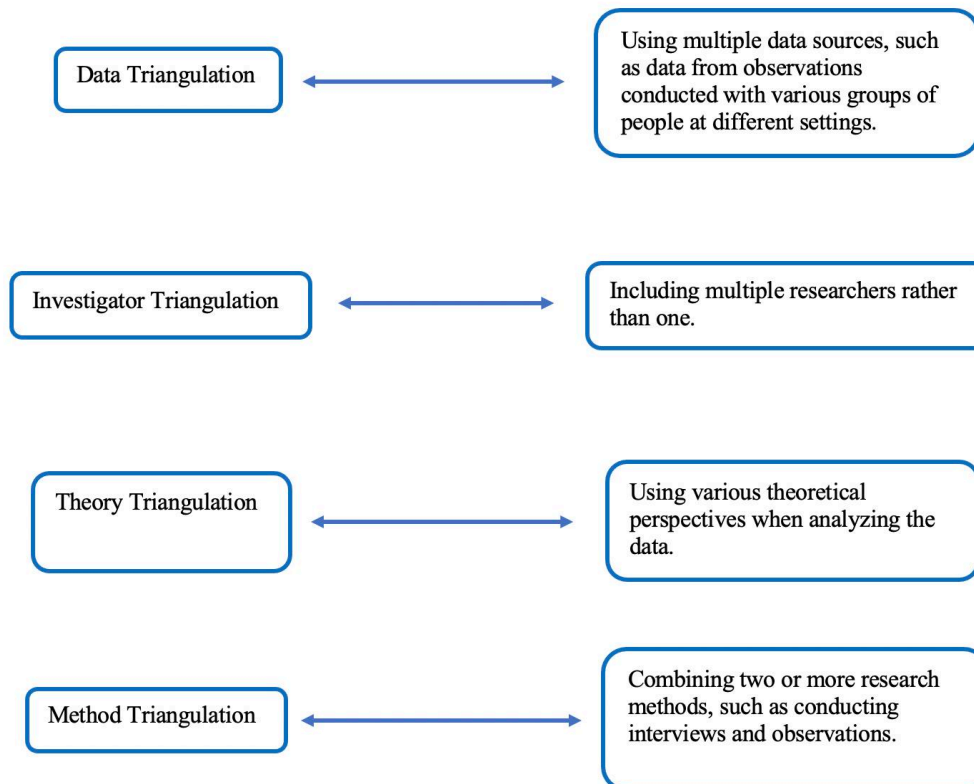 Data Triangulation
Using multiple data sources, such
as data from observations
conducted with various groups of
people at different settings.
Investigator Triangulation
Including multiple researchers rather
than one.
Theory Triangulation
Using various theoretical
perspectives when analyzing the
data.
Method Triangulation
Combining two or more research
methods, such as conducting
interviews and observations.